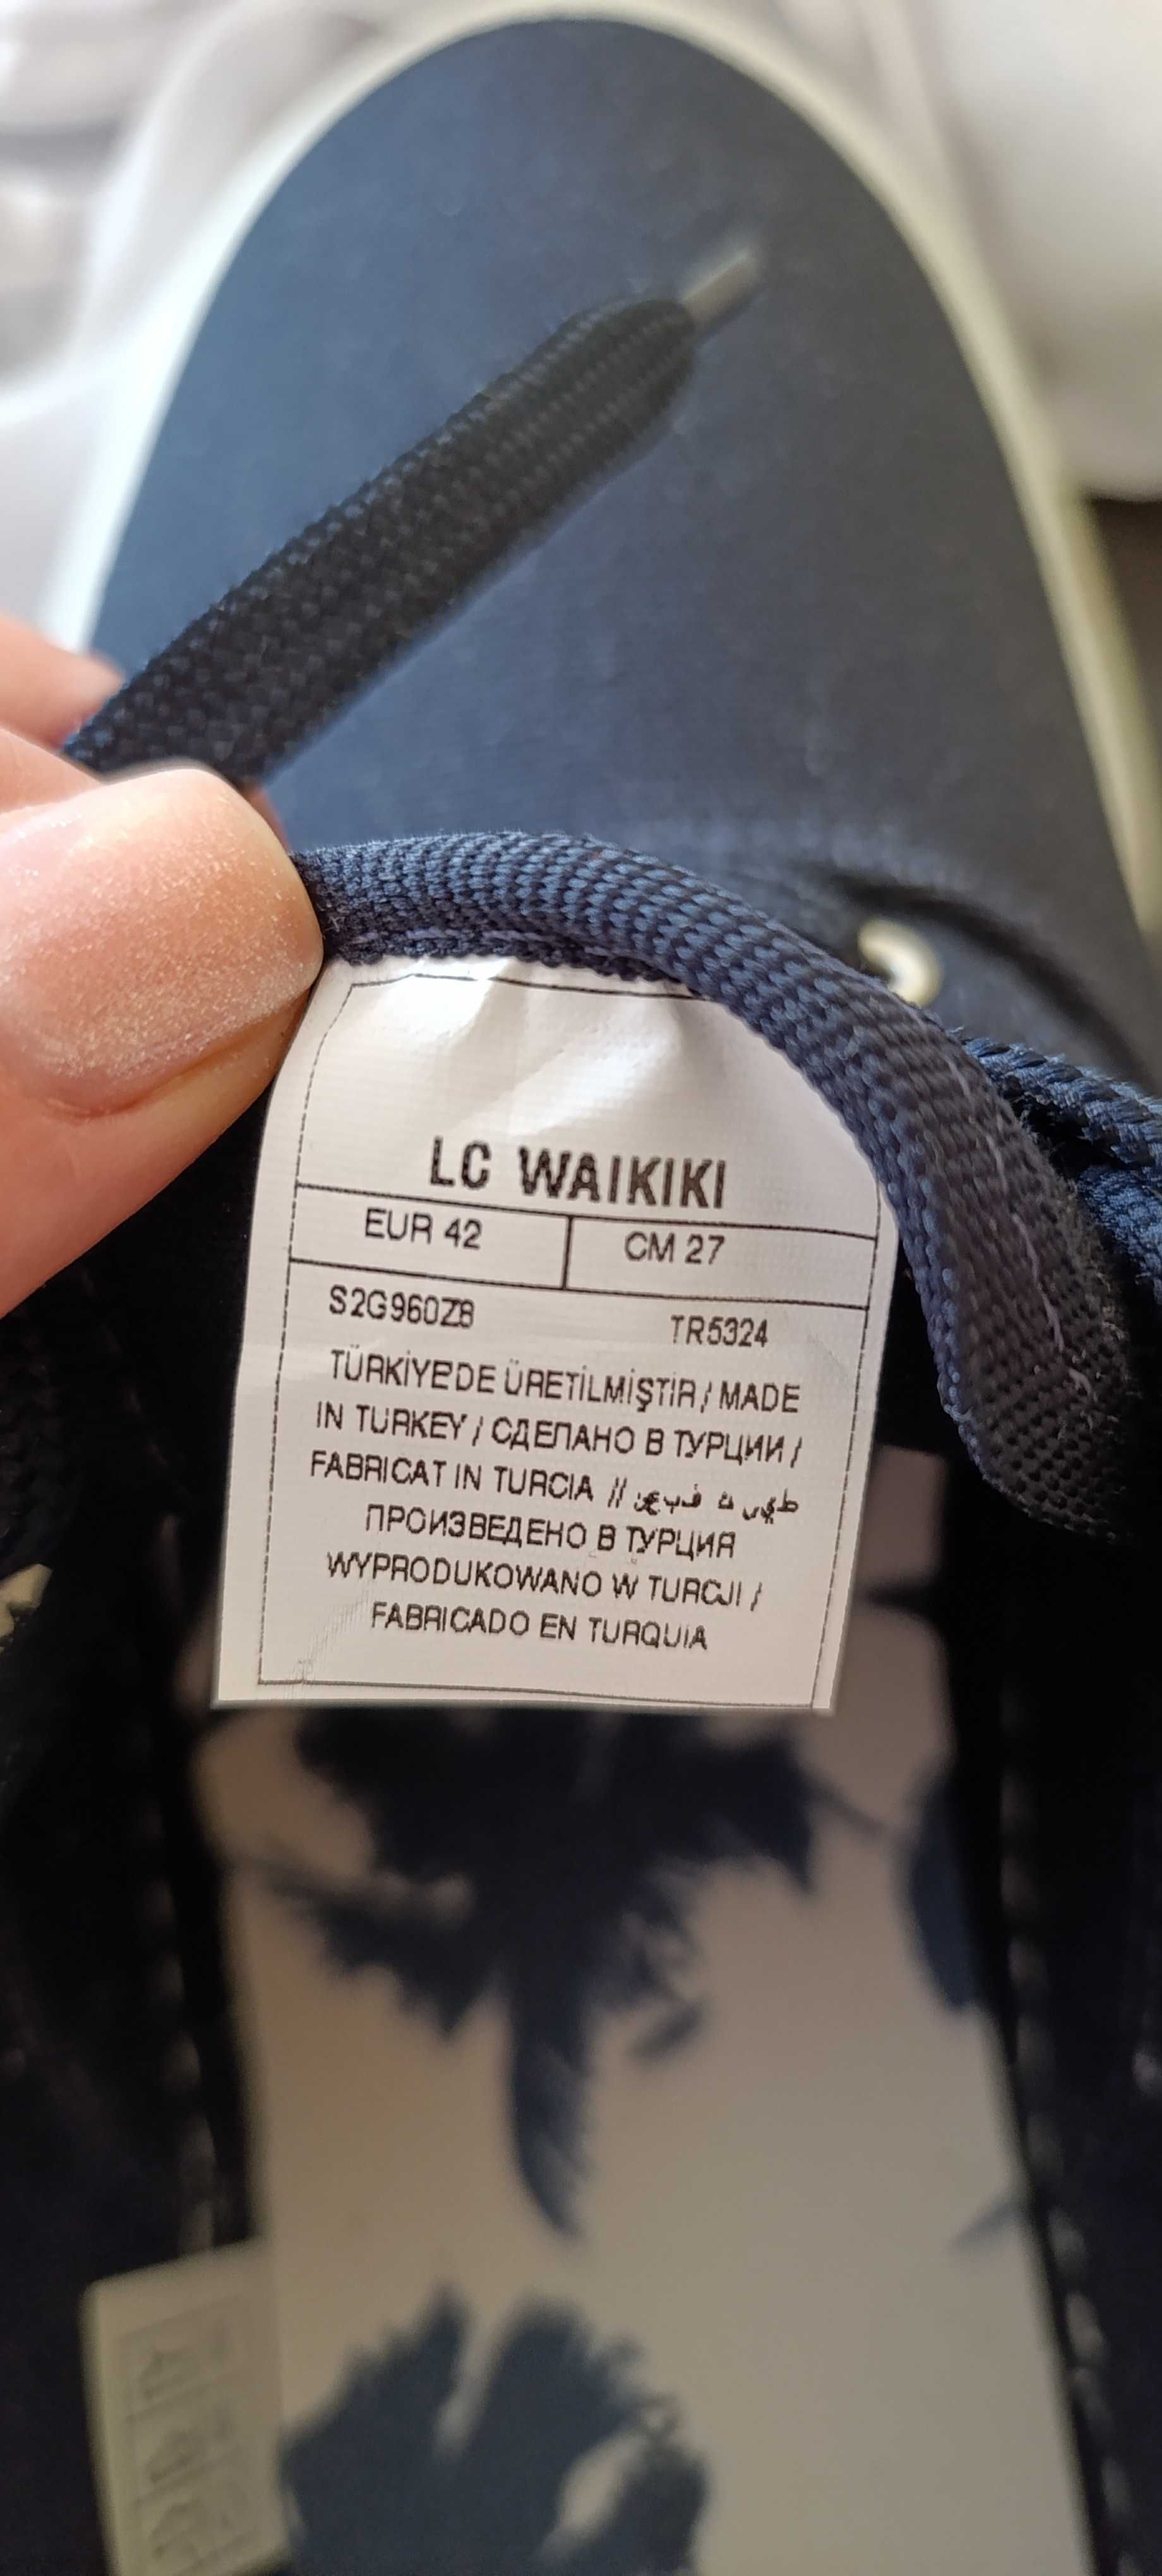 LC WAIKIKI
EUR 42 CM 27
S2G960Z8 TR5324
TÜRKİYE'DE ÜRETİLMİŞTİR / MADE
IN TURKEY / СДЕЛАНО В ТУРЦИИ /
FABRICAT IN TURCIA //
ПРОИЗВЕДЕНО В ТУРЦИЯ
WYPRODUKOWANO W TURCJI /
FABRICADO EN TURQUIA